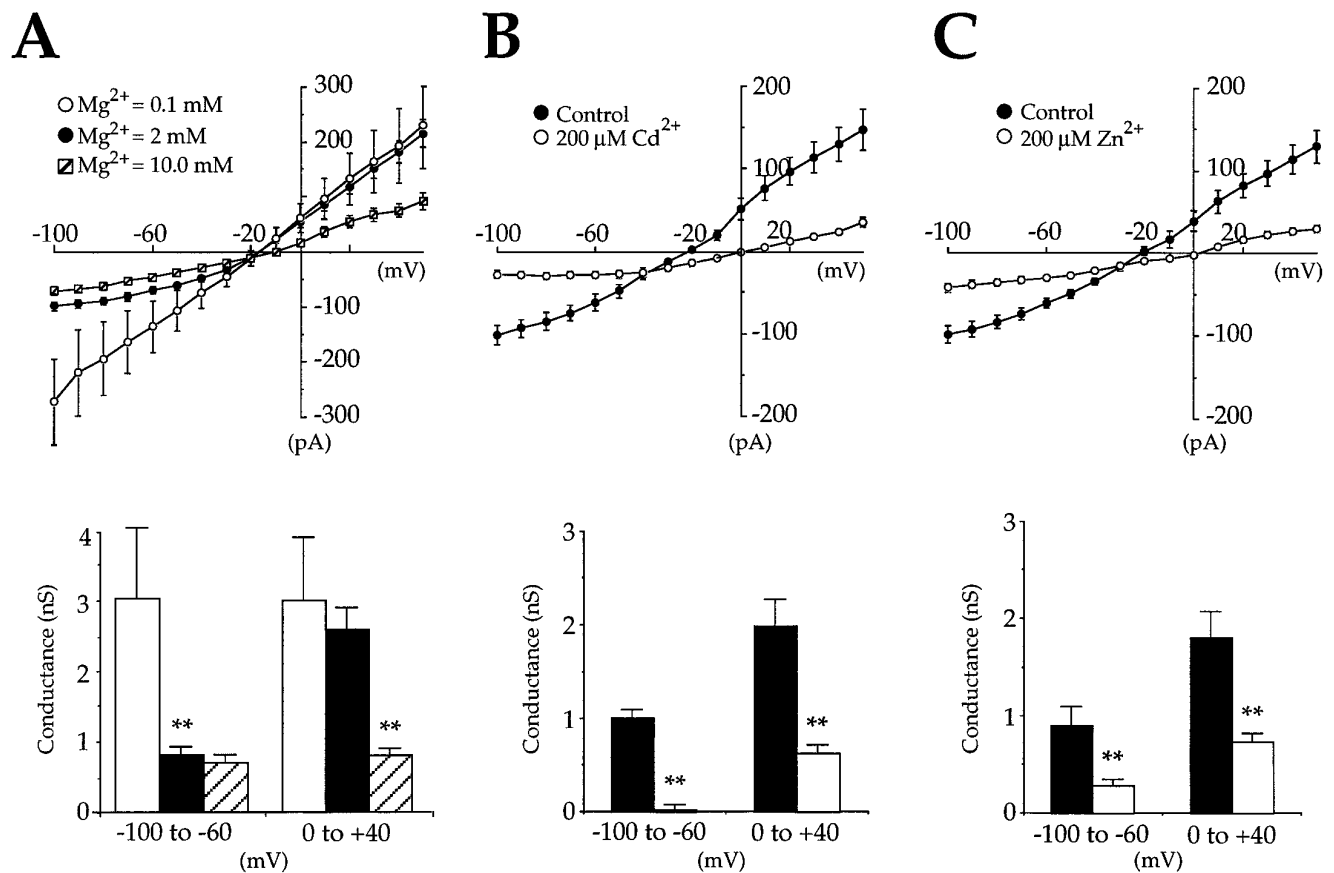 A
Mg2+ = 0.1 mM
Mg2+ = 2 mM
Mg2+ = 10.0 mM
300
200
-100
-60
-20
(mV)
-100
-200
-300
(pA)
B
Control
200 µM Cd2+
200
100
-100
-60
-20
20
(mV)
-100
-200
(pA)
C
Control
200 µM Zn2+
200
100
-100
-60
-20
20
(mV)
-100
-200
(pA)
Conductance (nS)
4
3
2
1
0
**
**
-100 to -60
0 to +40
(mV)
Conductance (nS)
3
2
1
0
**
**
-100 to -60
0 to +40
(mV)
Conductance (nS)
3
2
1
0
**
**
-100 to -60
0 to +40
(mV)